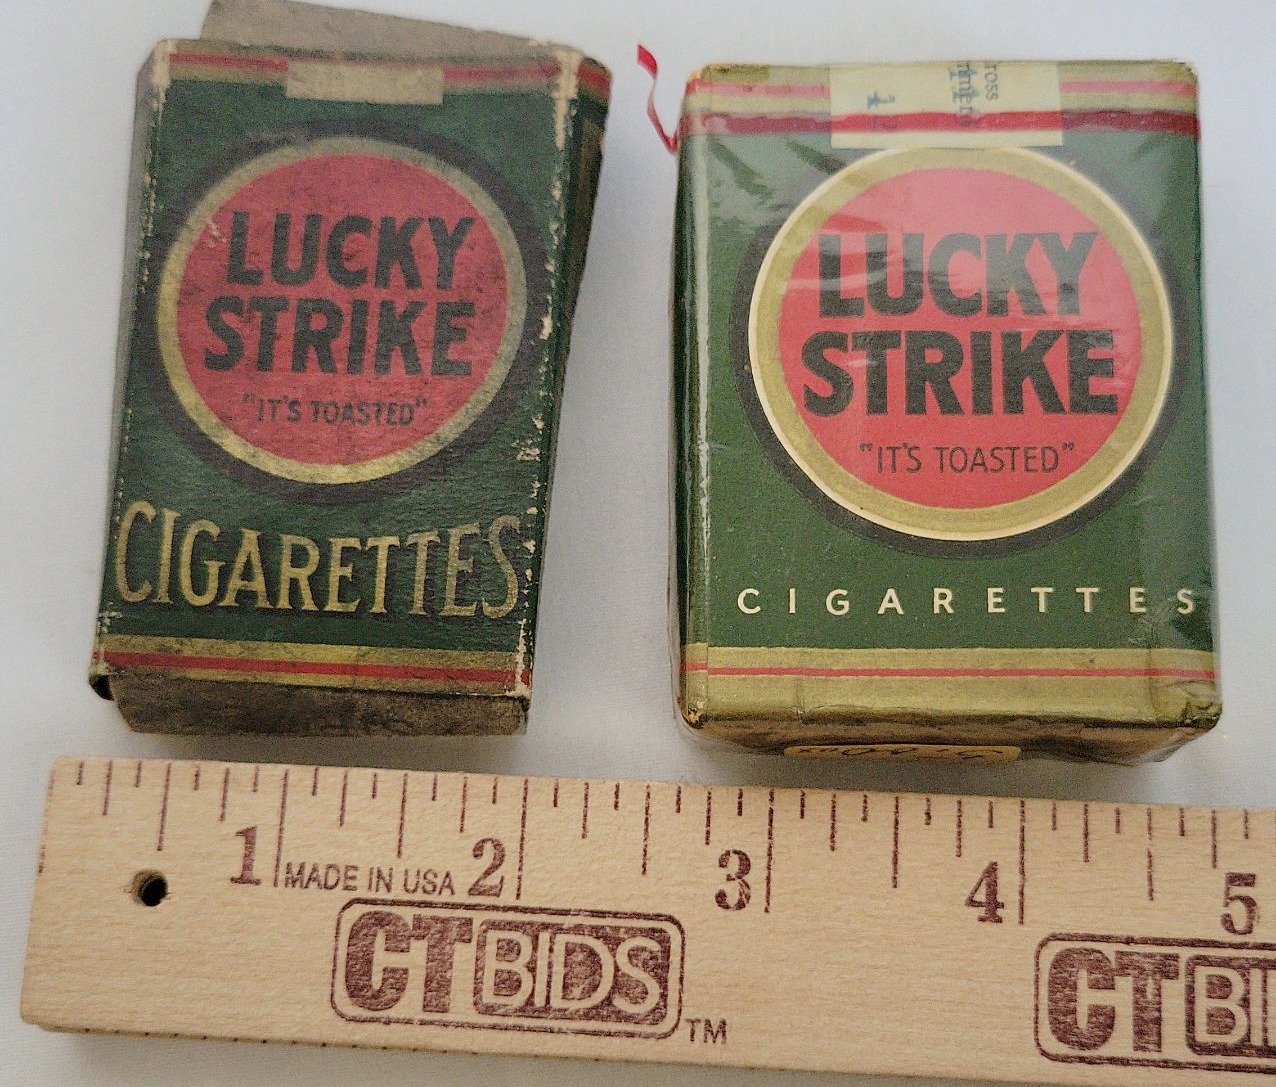 LUCKY
STRIKE
"IT'S TOASTED"
CIGARETTES
LUCKY
STRIKE
"IT'S TOASTED"
CIGARETTES
1 2 3 4 5
MADE IN USA
CTBIDS TM
CTBI